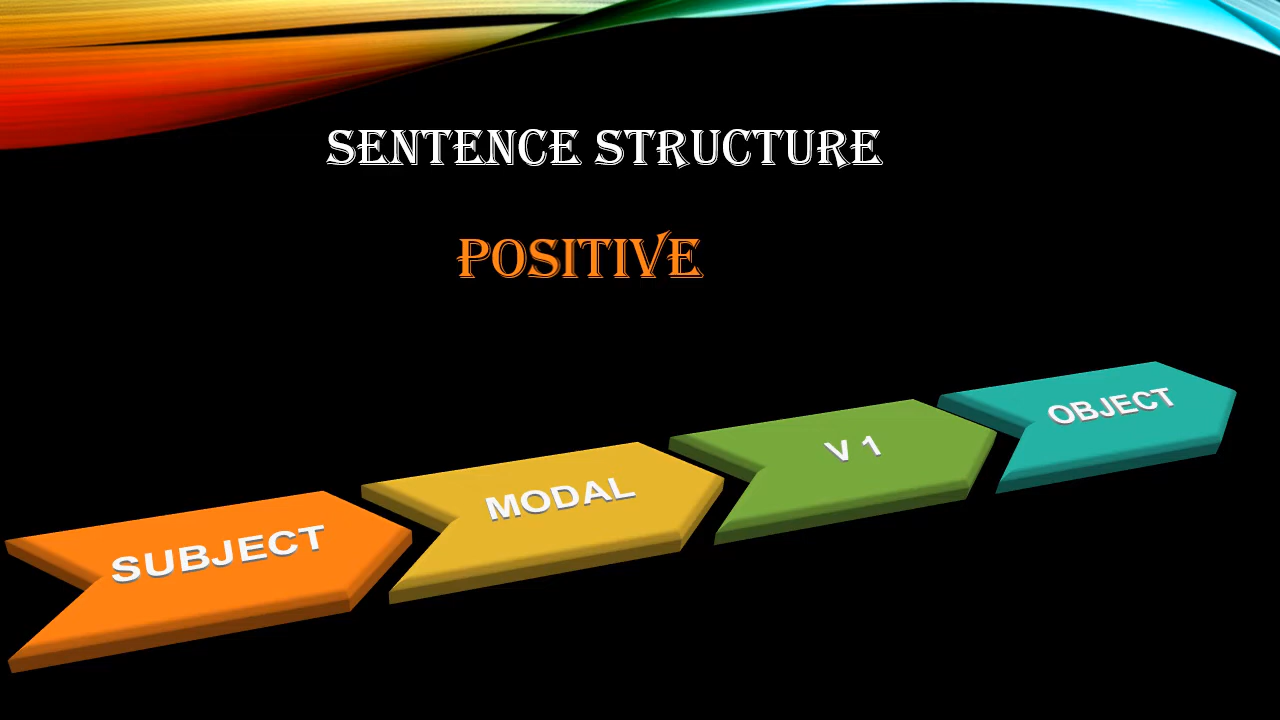 SENTENCE STRUCTURE
POSITIVE
SUBJECT
MODAL
V 1
OBJECT